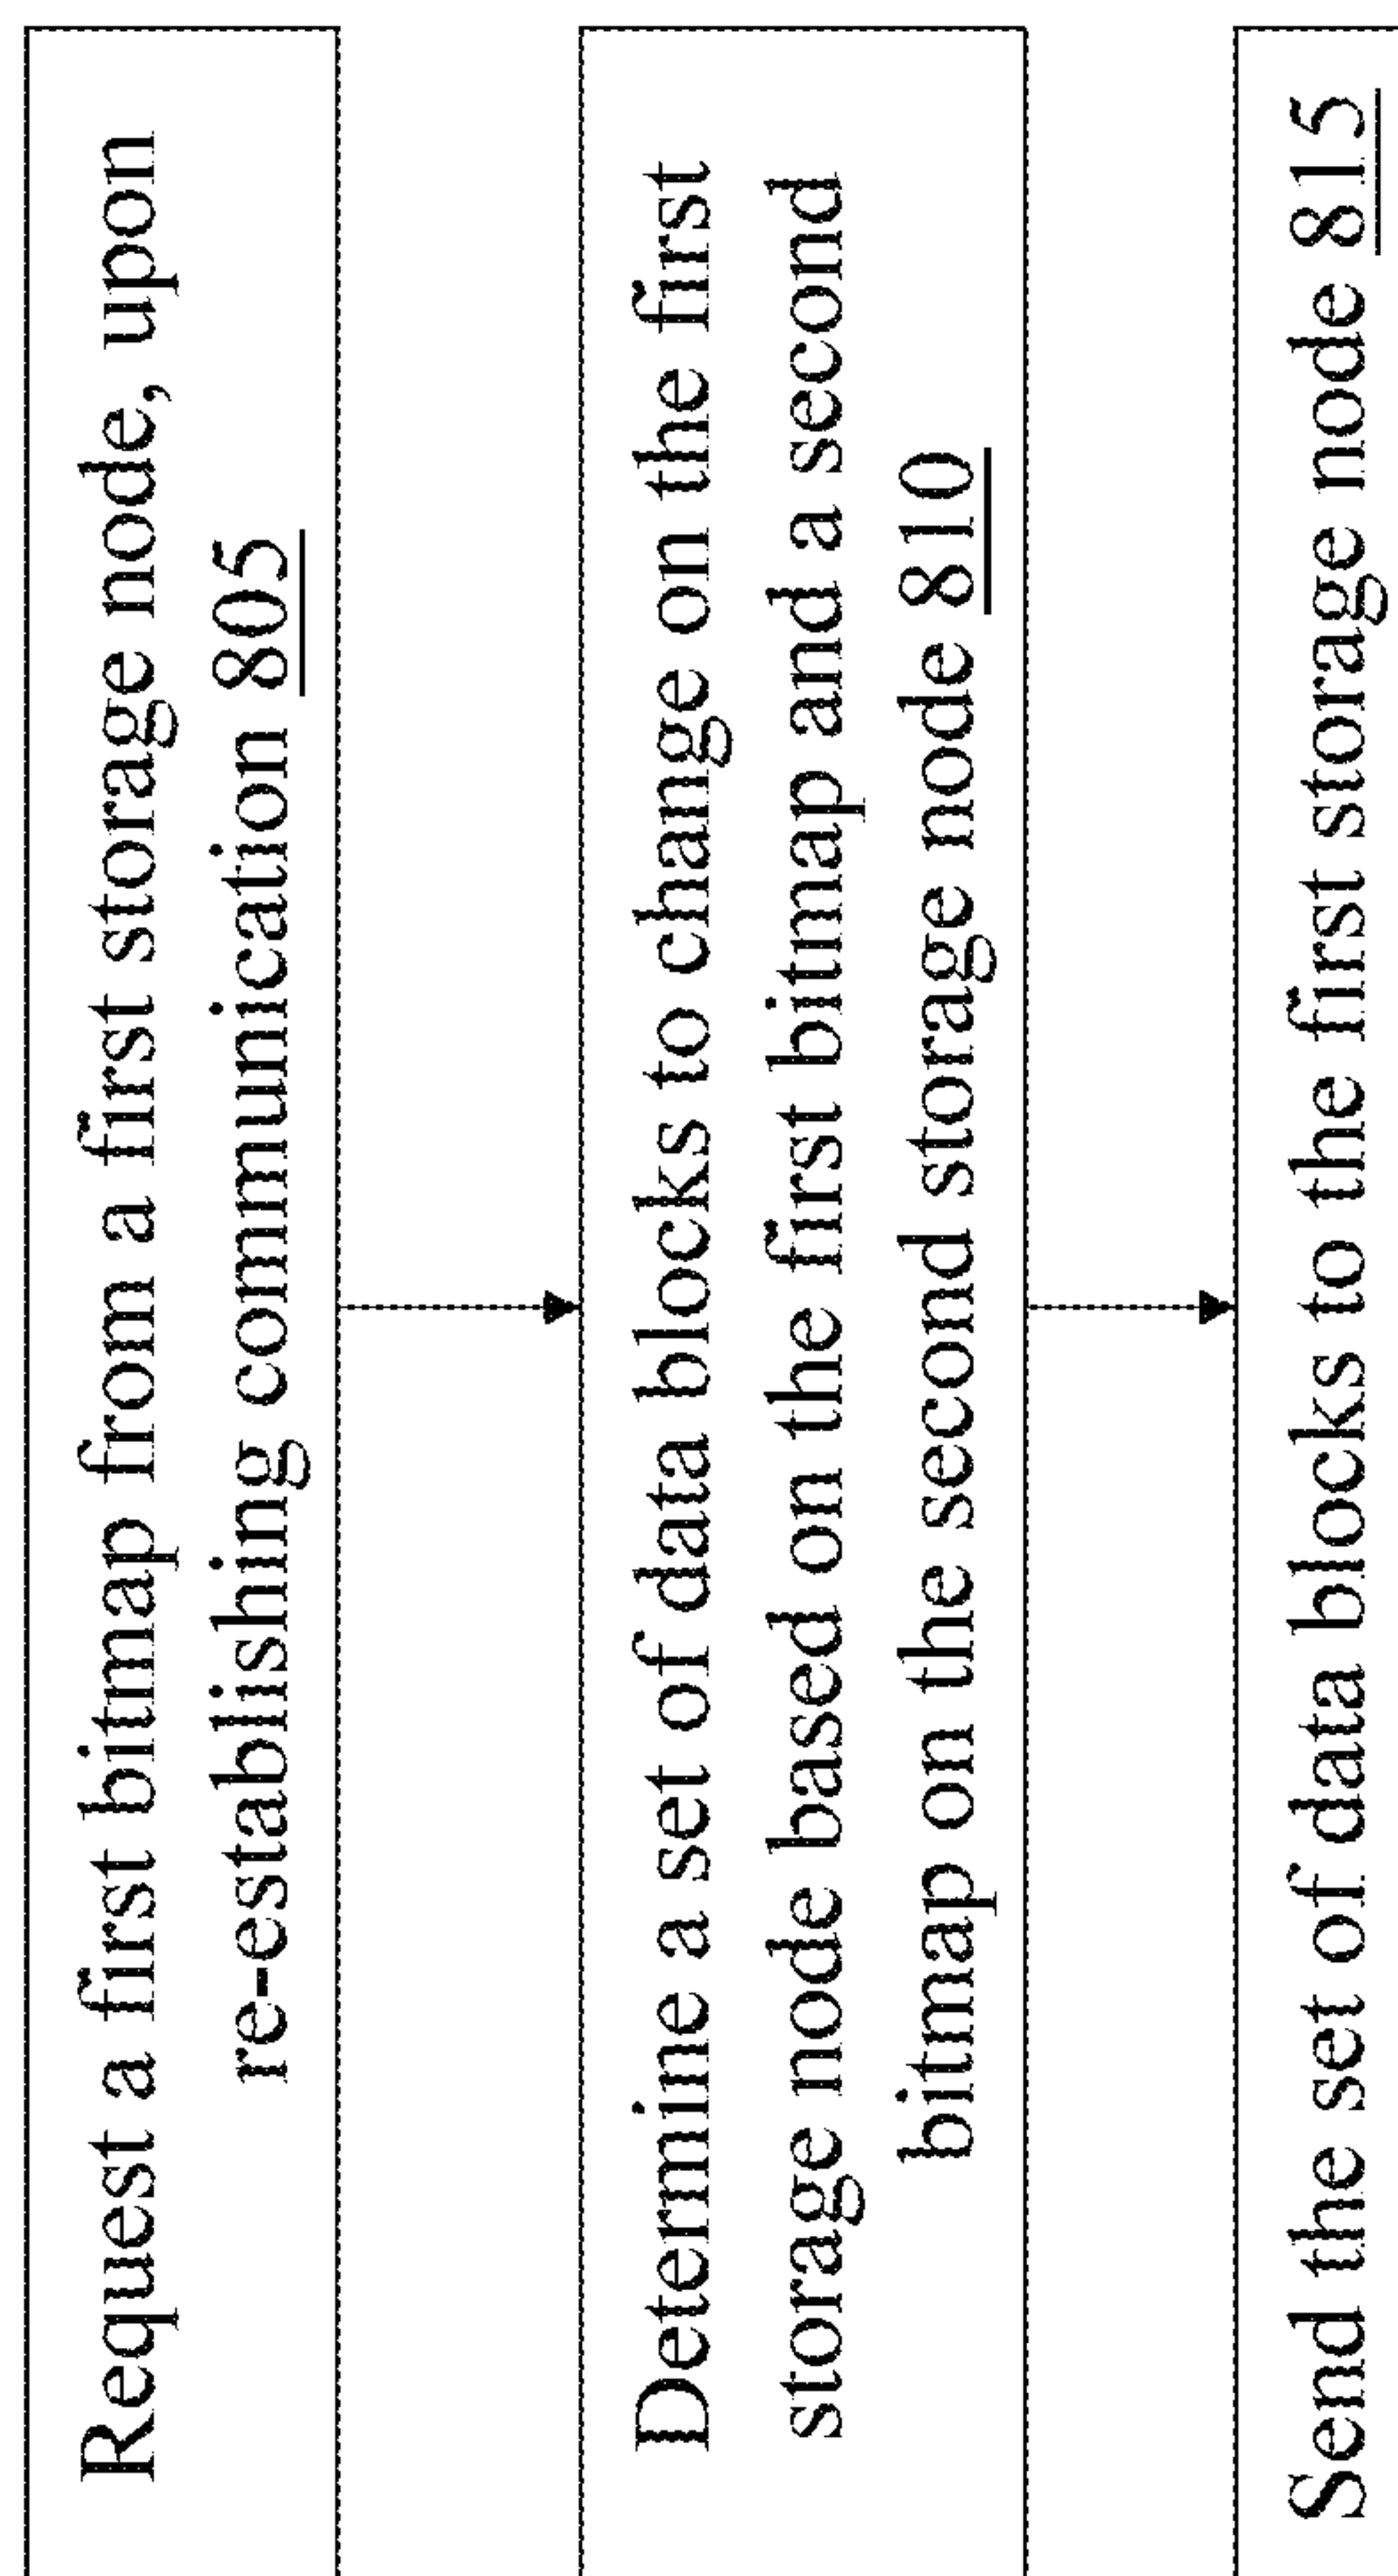 Request a first bitmap from a first storage node, upon
re-establishing communication 805
Determine a set of data blocks to change on the first
storage node based on the first bitmap and a second
bitmap on the second storage node 810
Send the set of data blocks to the first storage node 815